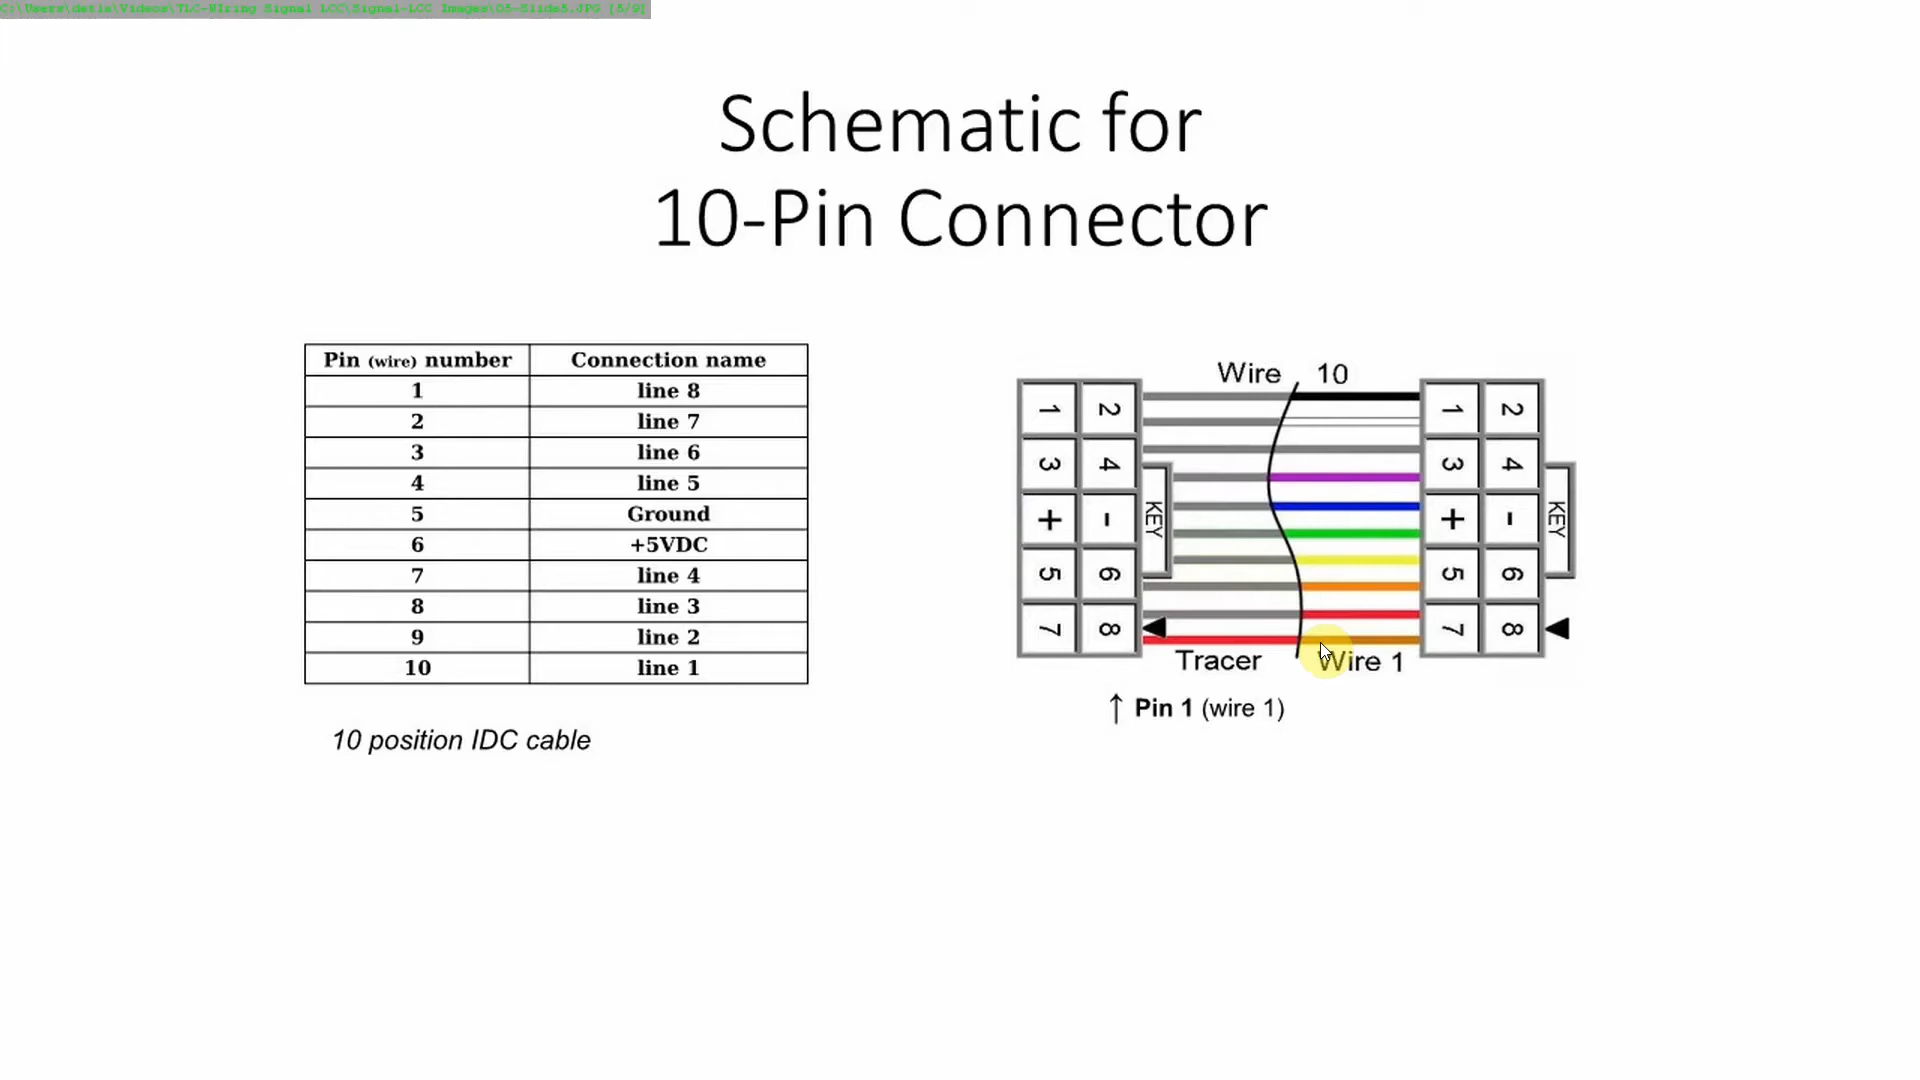 C:\Users\detla\Videos\TLC-WIring Signal LCC\Signal-LCC Images\05-Slide5.JPG [5/9]
Schematic for
10-Pin Connector
Pin (wire) number Connection name
1 line 8
2 line 7
3 line 6
4 line 5
5 Ground
6 +5VDC
7 line 4
8 line 3
9 line 2
10 line 1
10 position IDC cable
Wire 10
1 2
3 4
+ -
5 6
7 8
KEY
1 2
3 4
+ -
5 6
7 8
KEY
Tracer Wire 1
↑ Pin 1 (wire 1)